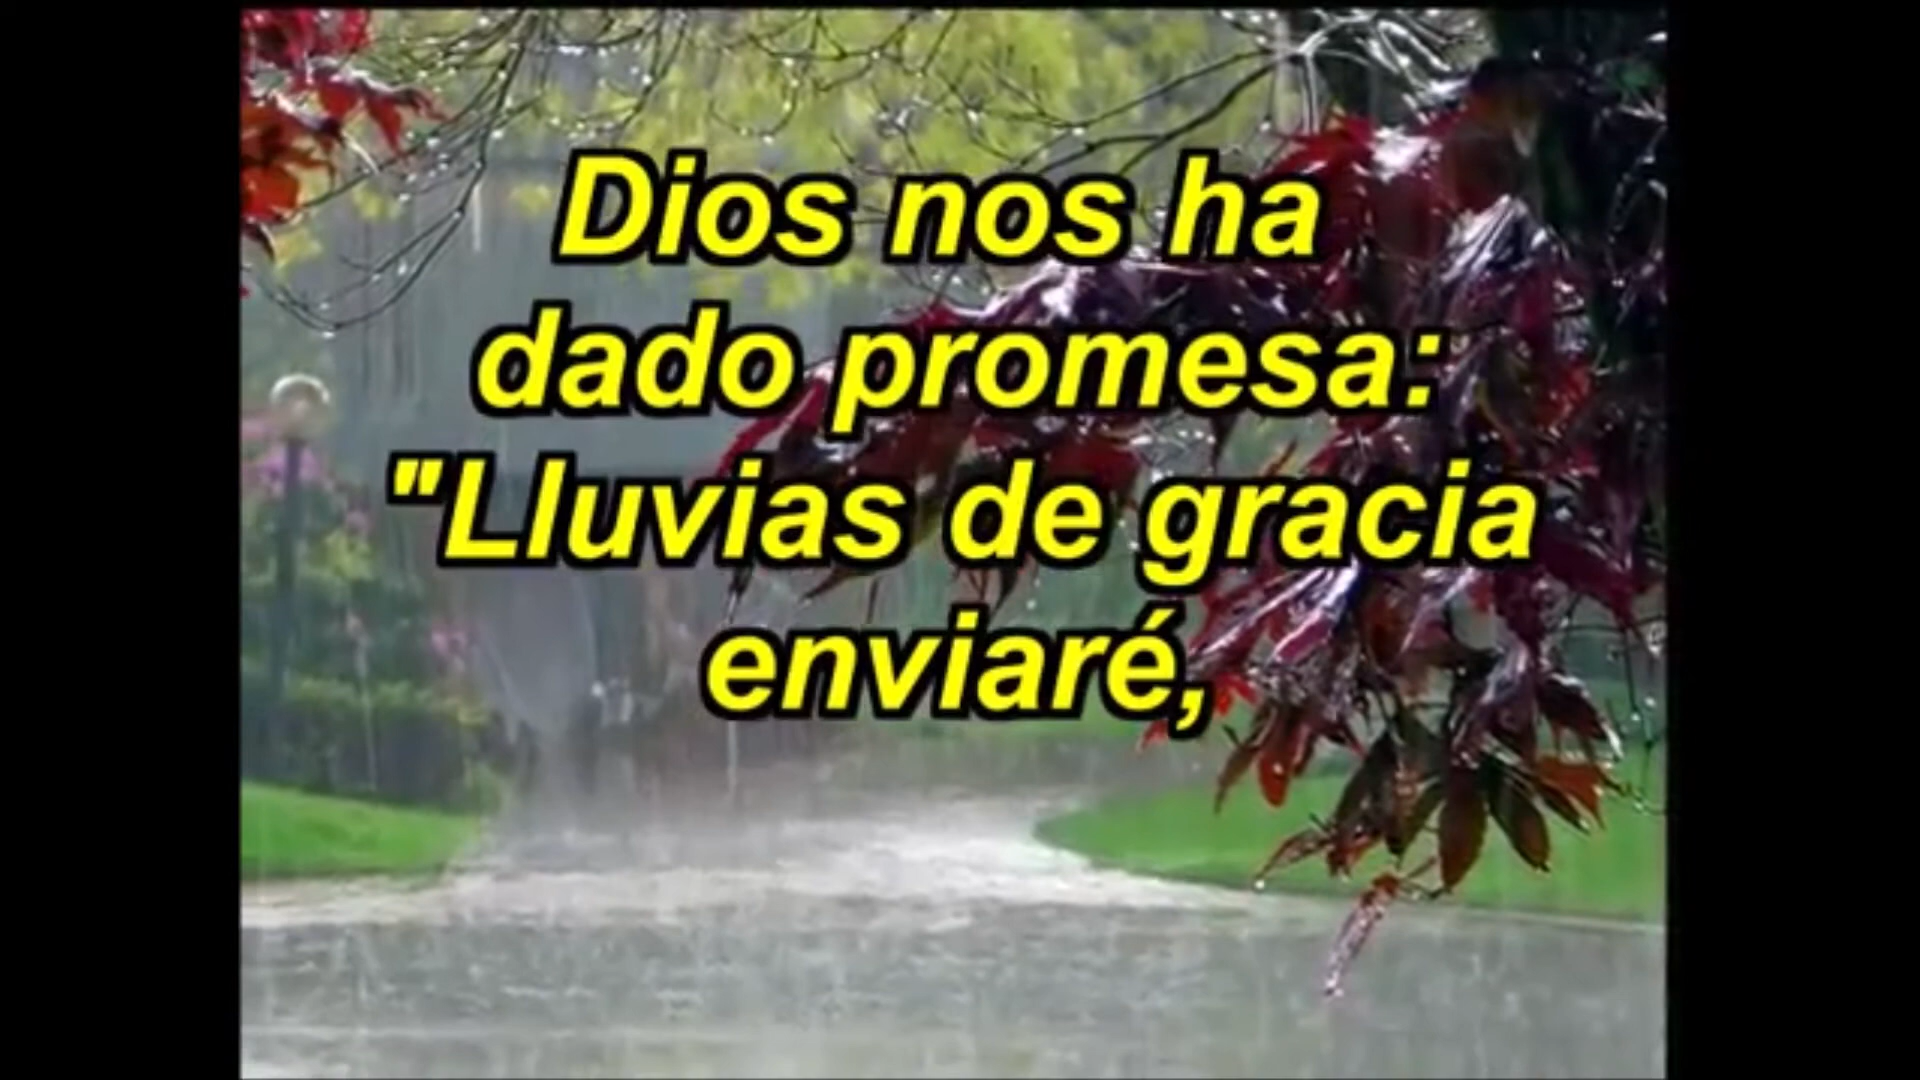 Dios nos ha
dado promesa:
"Lluvias de gracia
enviaré,